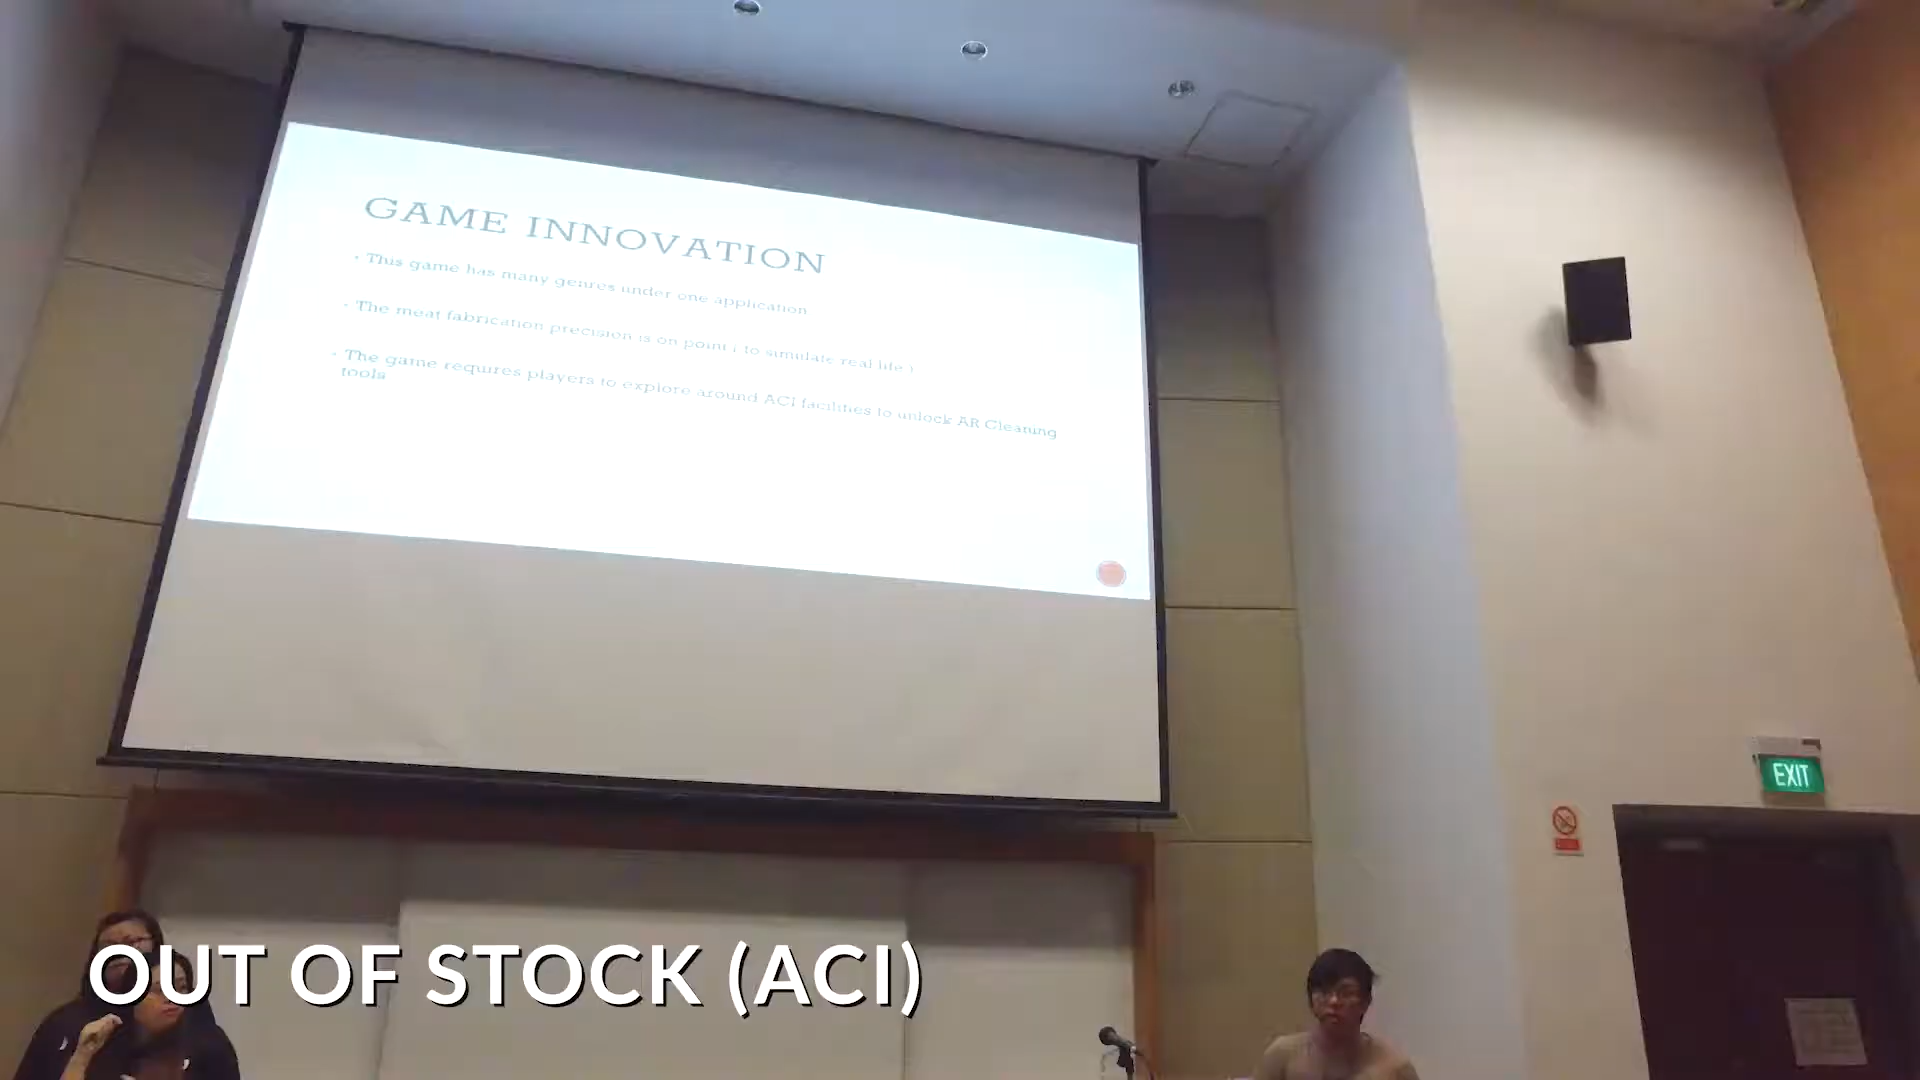 GAME INNOVATION
• This game has many genres under one application
• The meat fabrication precision is on point ( to simulate real life )
• The game requires players to explore around ACI facilities to unlock AR Cleaning
tools
EXIT
OUT OF STOCK (ACI)